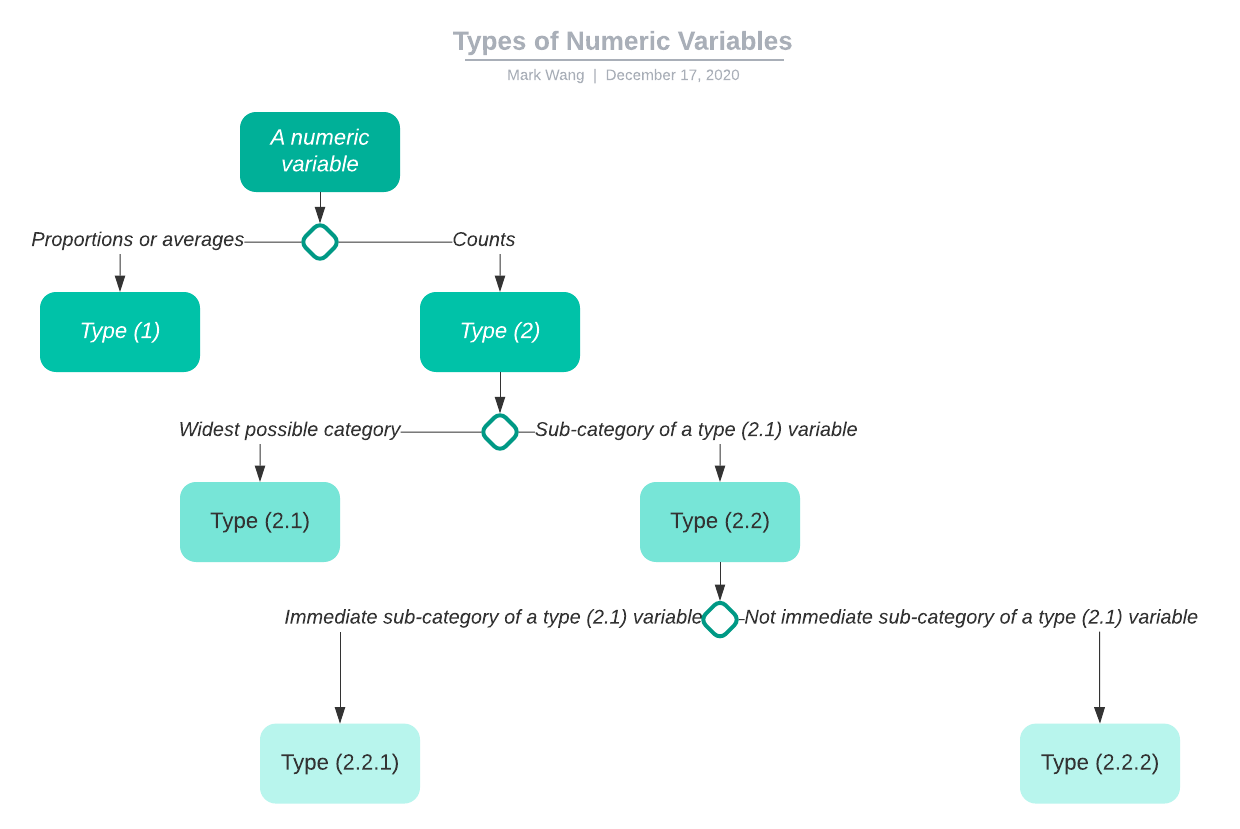 Types of Numeric Variables
Mark Wang | December 17, 2020
A numeric
variable
Proportions or averages
Counts
Type (1)
Type (2)
Widest possible category
Sub-category of a type (2.1) variable
Type (2.1)
Type (2.2)
Immediate sub-category of a type (2.1) variable
Not immediate sub-category of a type (2.1) variable
Type (2.2.1)
Type (2.2.2)